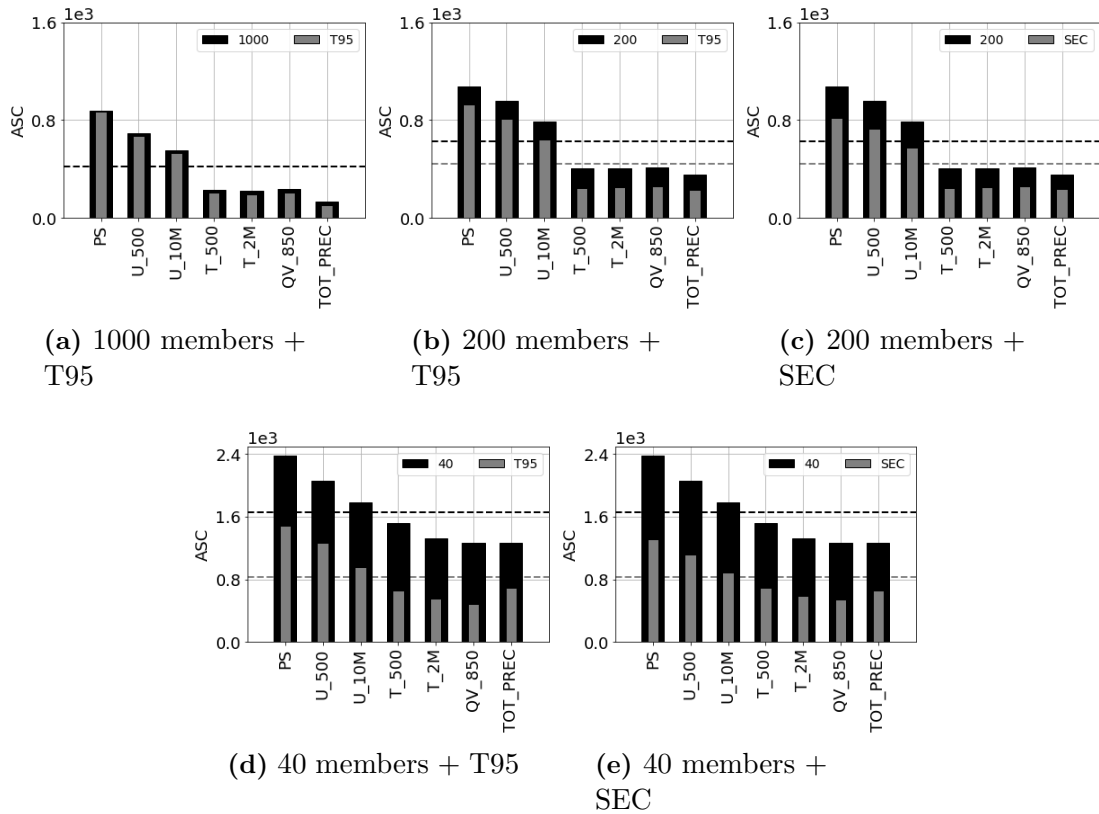 1e3
1.6
0.8
0.0
ASC
1000 T95
PS
U_500
U_10M
T_500
T_2M
QV_850
TOT_PREC
(a) 1000 members +
T95
1e3
1.6
0.8
0.0
ASC
200 T95
PS
U_500
U_10M
T_500
T_2M
QV_850
TOT_PREC
(b) 200 members +
T95
1e3
1.6
0.8
0.0
ASC
200 SEC
PS
U_500
U_10M
T_500
T_2M
QV_850
TOT_PREC
(c) 200 members +
SEC
1e3
2.4
1.6
0.8
0.0
ASC
40 T95
PS
U_500
U_10M
T_500
T_2M
QV_850
TOT_PREC
(d) 40 members + T95
1e3
2.4
1.6
0.8
0.0
ASC
40 SEC
PS
U_500
U_10M
T_500
T_2M
QV_850
TOT_PREC
(e) 40 members +
SEC